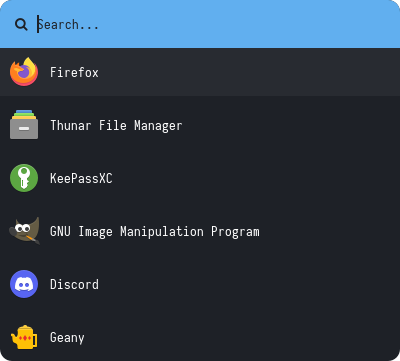 Search...
Firefox
Thunar File Manager
KeePassXC
GNU Image Manipulation Program
Discord
Geany